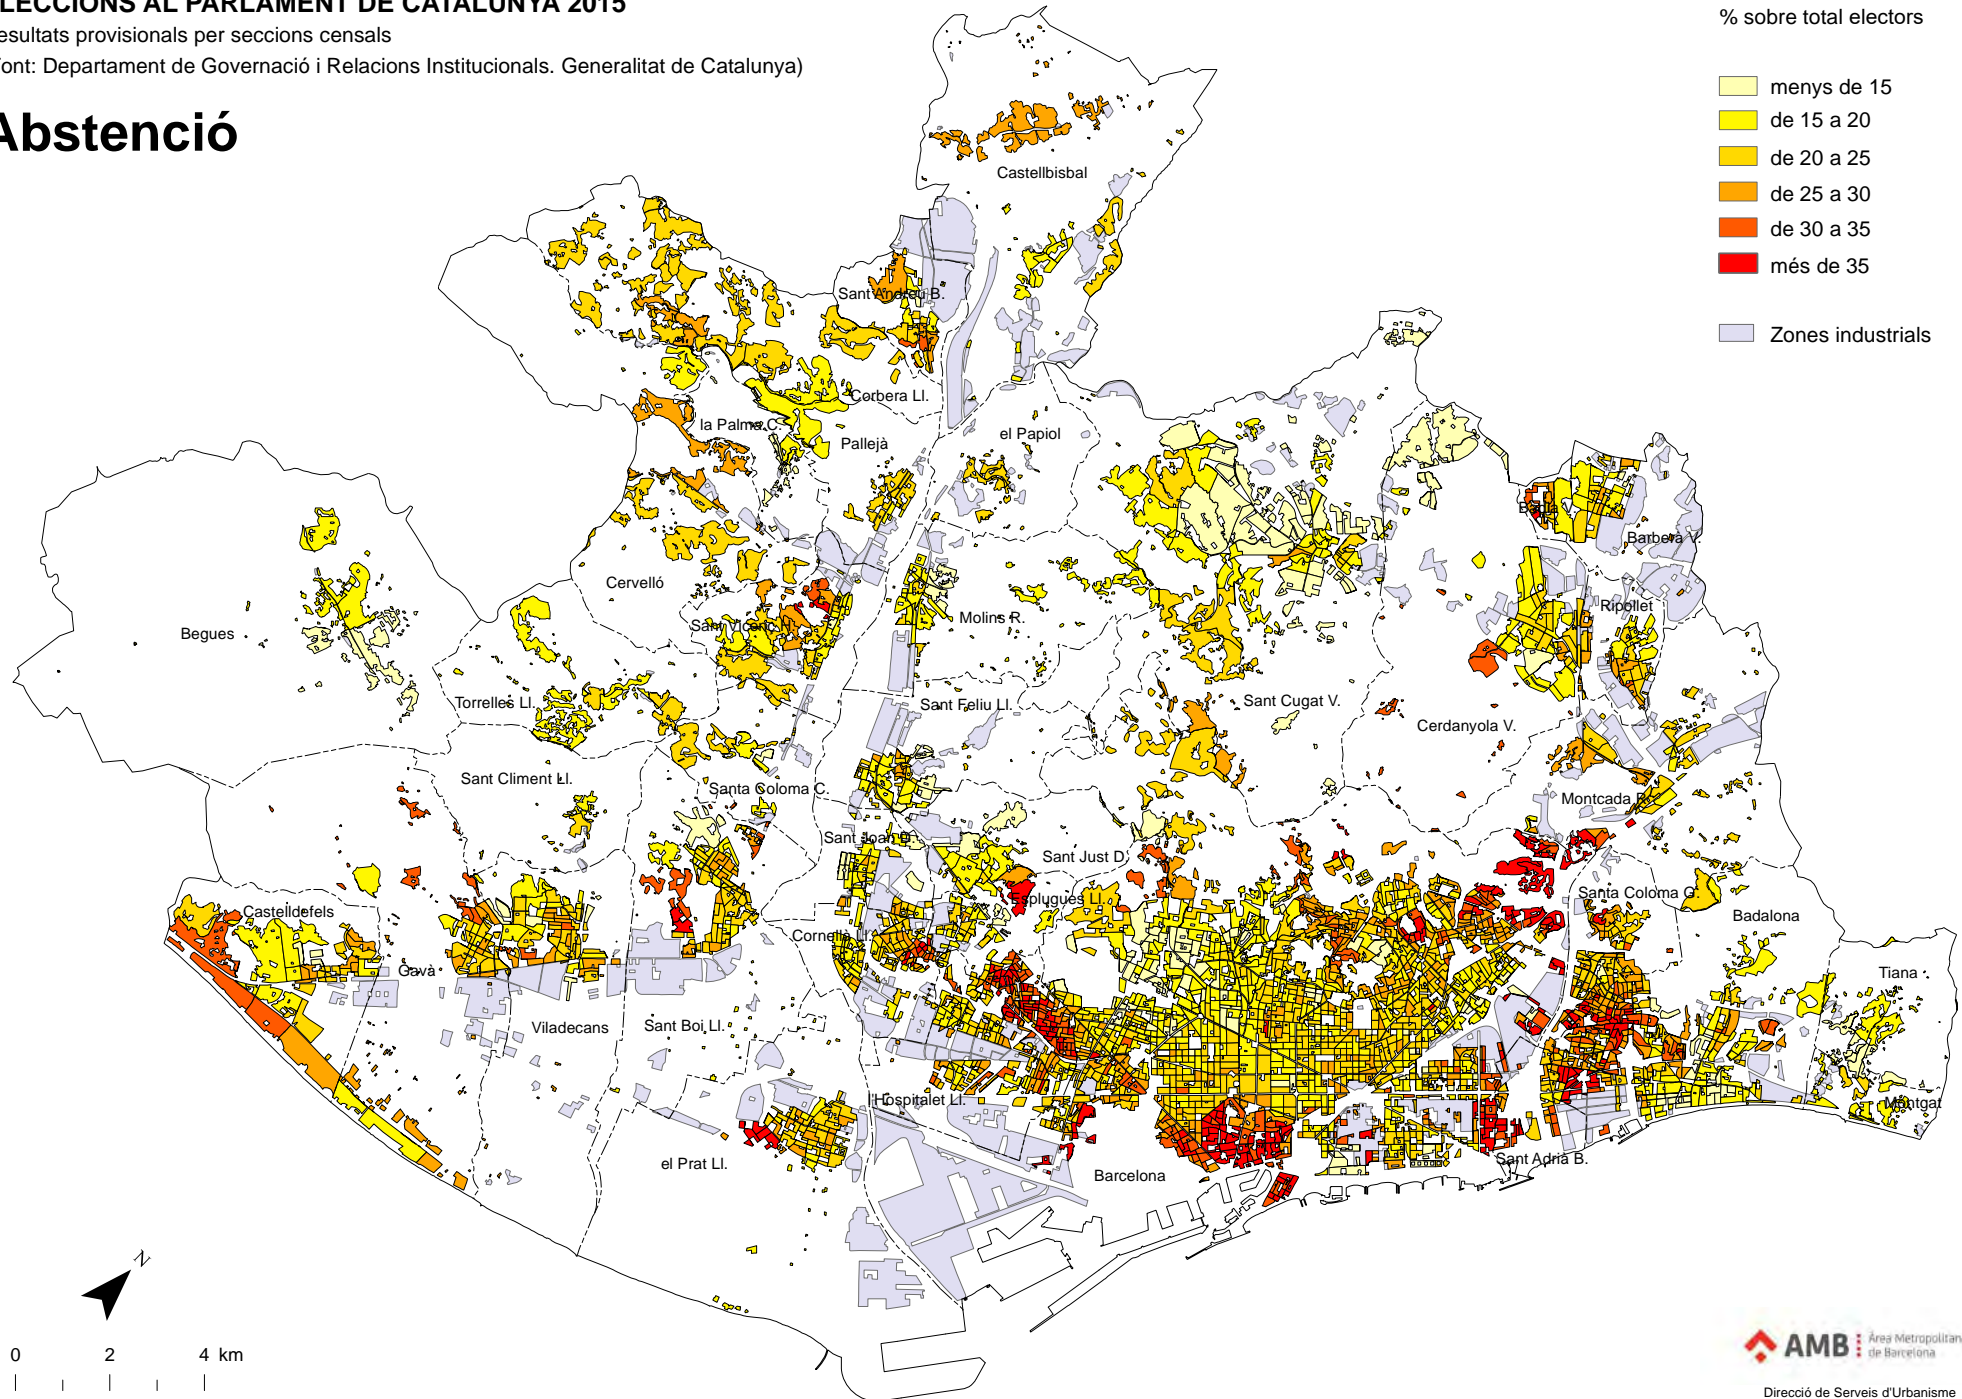 LECCIONS AL PARLAMENT DE CATALUNYA 2015
esultats provisionals per seccions censals
ont: Departament de Governació i Relacions Institucionals. Generalitat de Catalunya)
Abstenció
% sobre total electors
menys de 15
de 15 a 20
de 20 a 25
de 25 a 30
de 30 a 35
més de 35
Zones industrials
Castellbisbal
Sant Andreu B.
Corbera Ll.
la Palma C.
Pallejà
el Papiol
Badia V.
Barberà V.
Cervelló
Begues
Sant Vicenç H.
Molins R.
Ripollet
Torrelles Ll.
Sant Feliu Ll.
Sant Cugat V.
Cerdanyola V.
Sant Climent Ll.
Santa Coloma C.
Montcada R.
Sant Joan D.
Sant Just D.
Esplugues Ll.
Santa Coloma G.
Badalona
Castelldefels
Cornellà Ll.
Gavà
Tiana
Viladecans
Sant Boi Ll.
l'Hospitalet Ll.
Montgat
el Prat Ll.
Barcelona
Sant Adrià B.
N
0 2 4 km
AMB
Àrea Metropolitan
de Barcelona
Direcció de Serveis d'Urbanisme